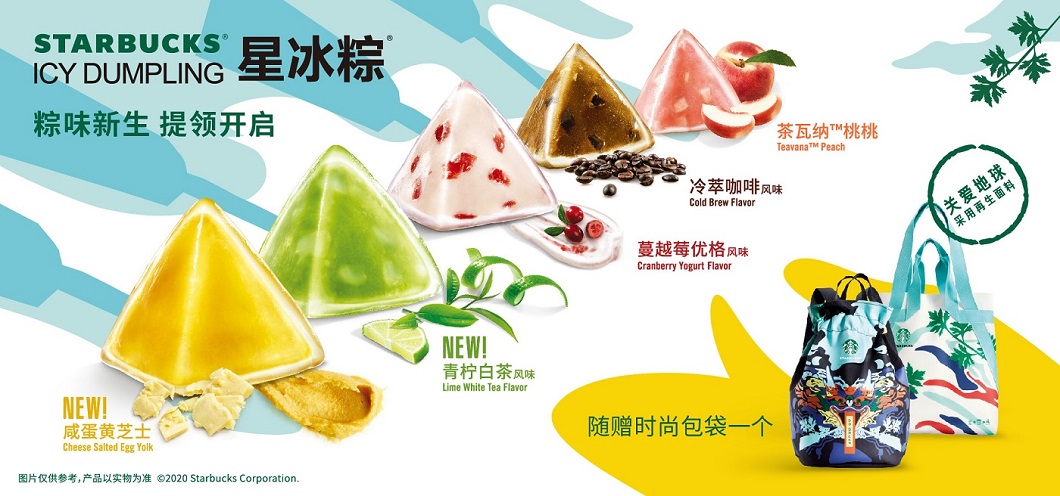 STARBUCKS®
ICY DUMPLING 星冰粽®
粽味新生 提领开启
茶瓦纳™桃桃
Teavana™ Peach
冷萃咖啡风味
Cold Brew Flavor
蔓越莓优格风味
Cranberry Yogurt Flavor
NEW!
青柠白茶风味
Lime White Tea Flavor
NEW!
咸蛋黄芝士
Cheese Salted Egg Yolk
关爱地球
采用再生面料
STARBUCKS
随赠时尚包袋一个
图片仅供参考,产品以实物为准 ©2020 Starbucks Corporation.